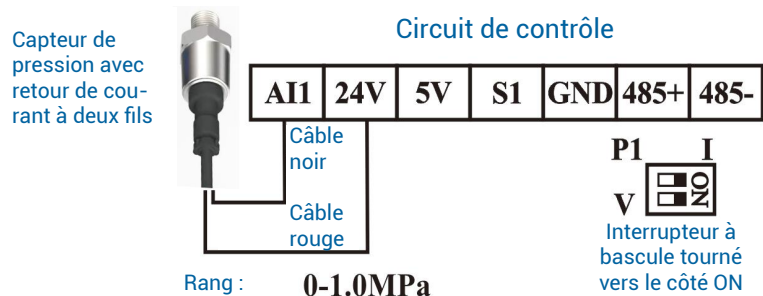 Circuit de contrôle
Capteur de
pression avec
retour de cou-
rant à deux fils
AI1 24V 5V S1 GND 485+ 485-
Câble
noir
Câble
rouge
P1 I
V ON
Interrupteur à
bascule tourné
vers le côté ON
Rang : 0-1.0MPa